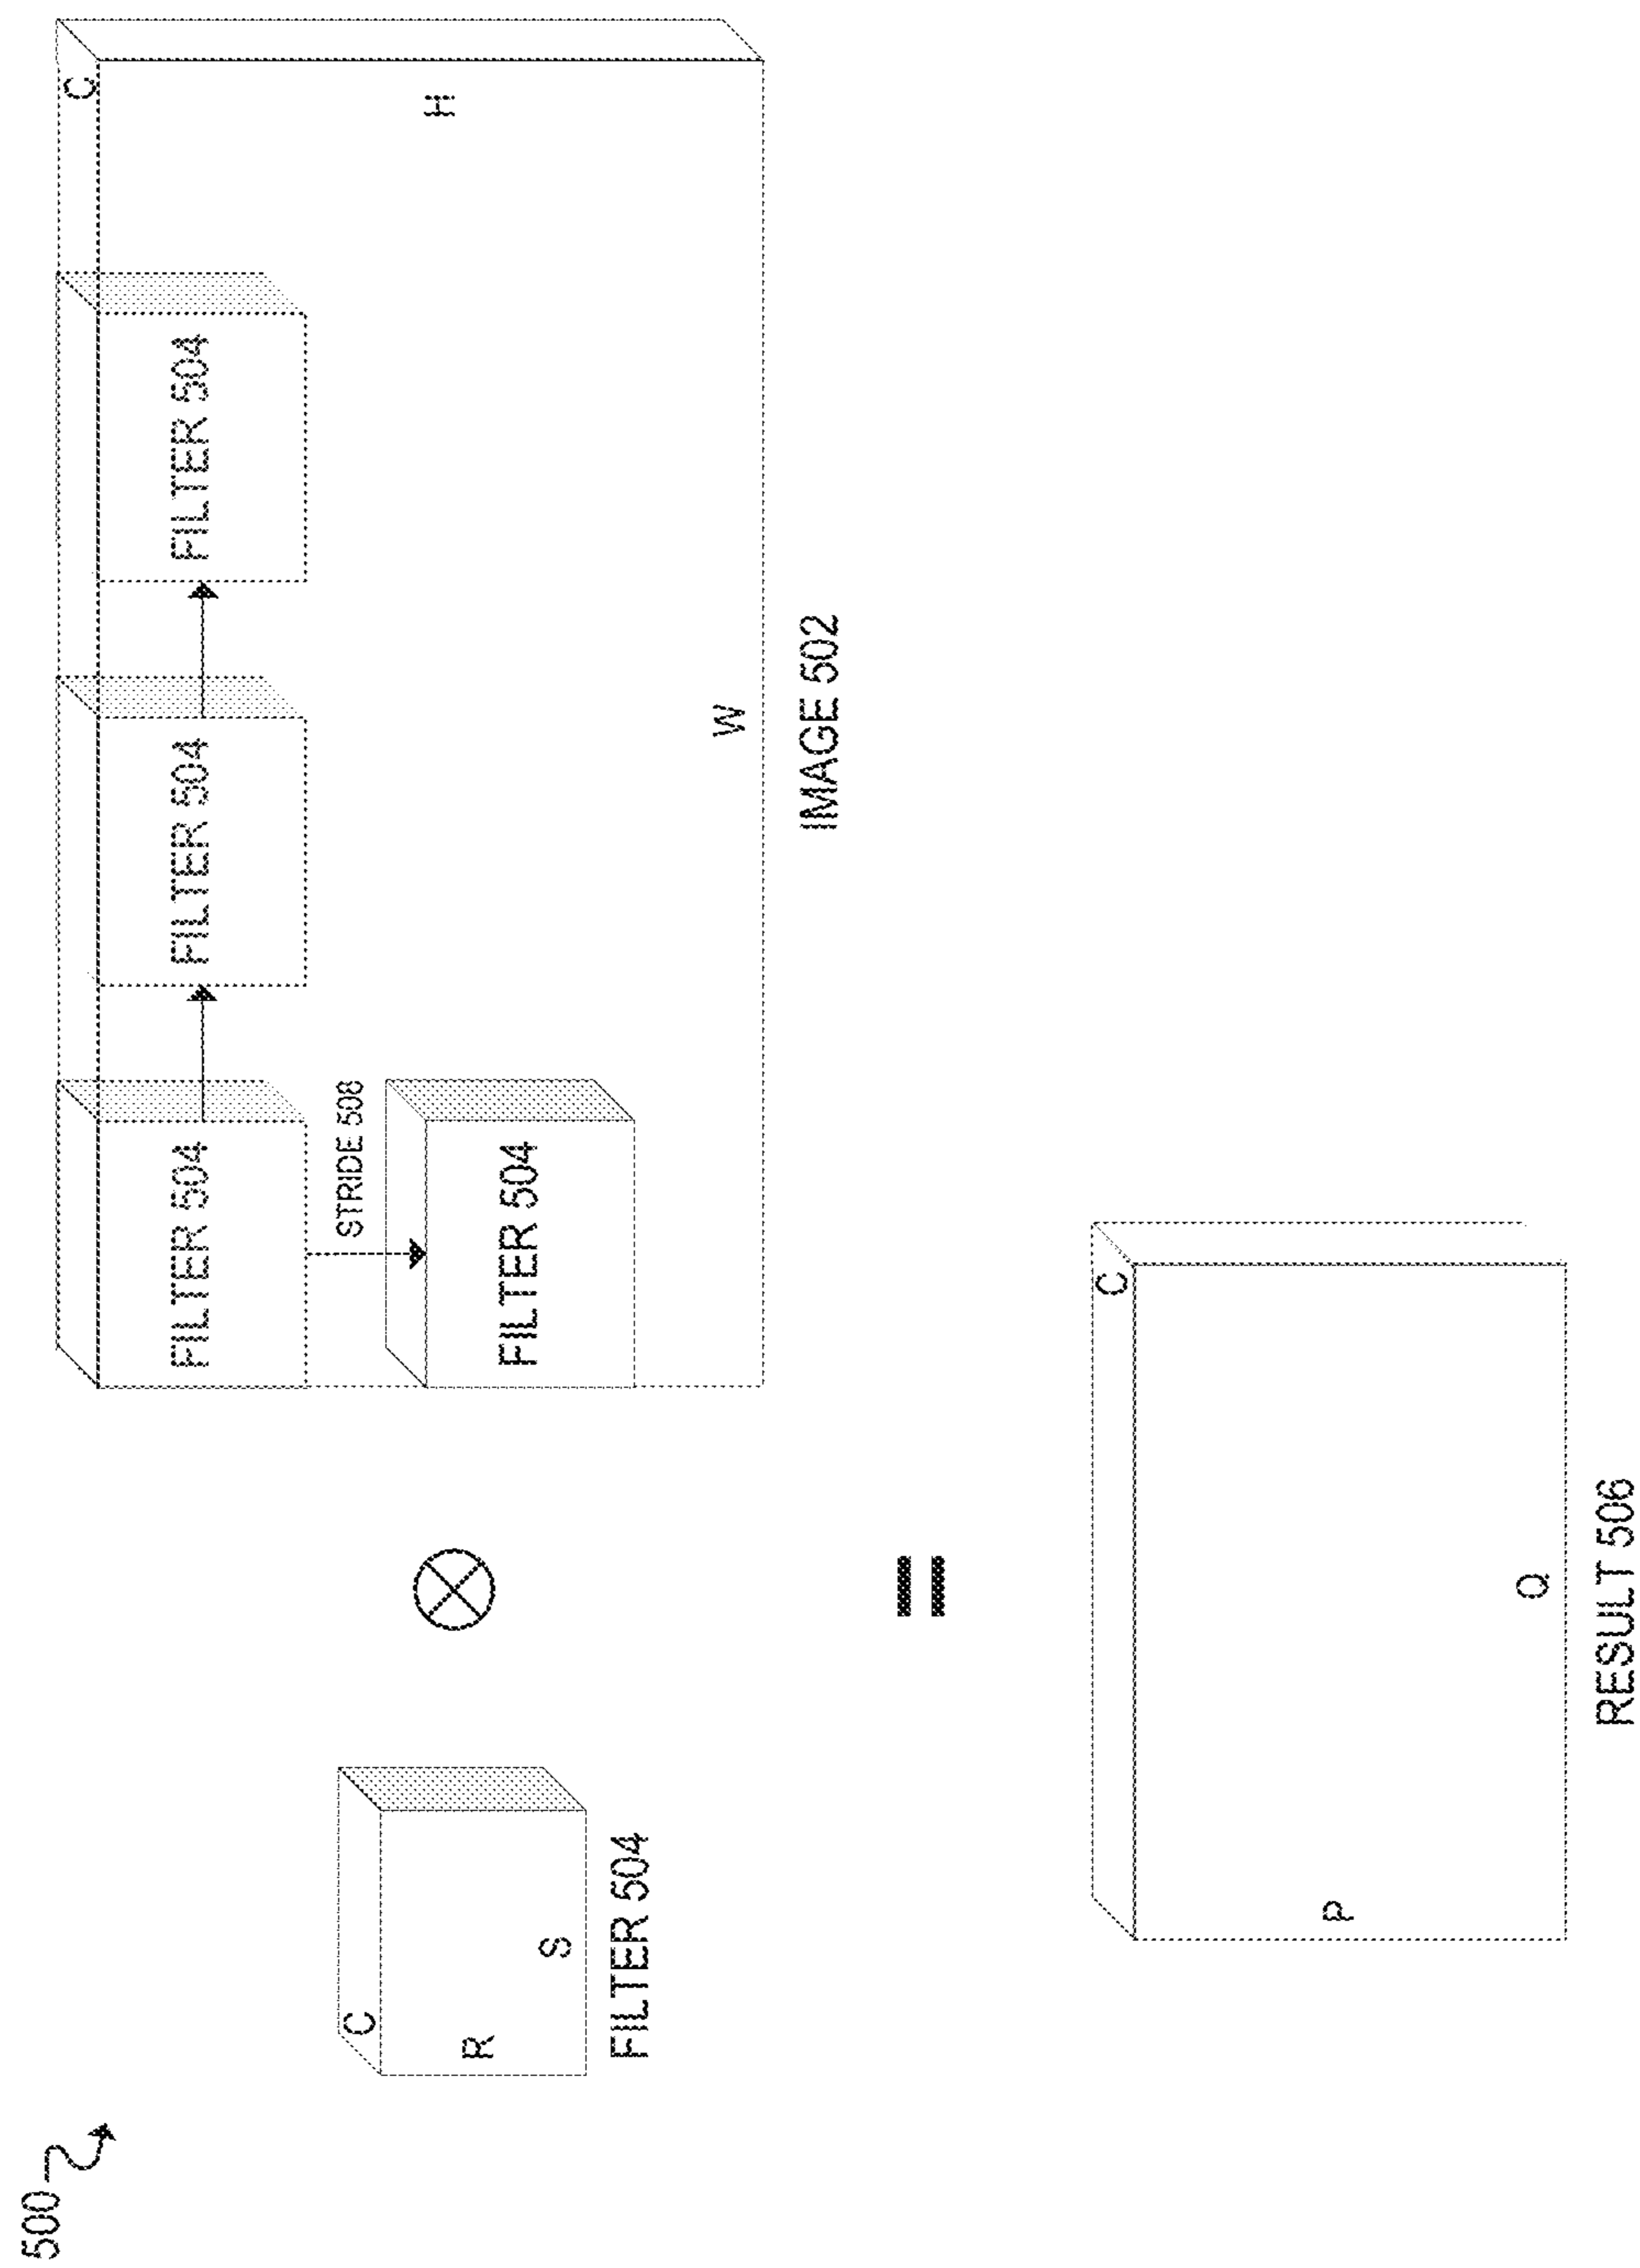 500
C
R
S
FILTER 504
FILTER 504
FILTER 504
FILTER 504
STRIDE 508
FILTER 504
C
H
W
IMAGE 502
C
P
Q
RESULT 506